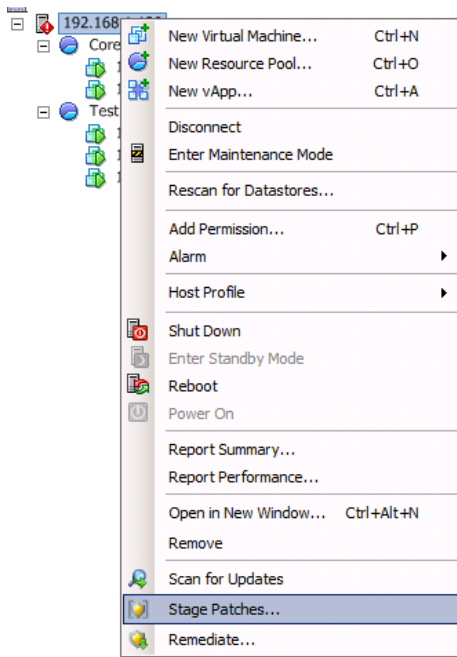 192.168
Core
Test
New Virtual Machine... Ctrl+N
New Resource Pool... Ctrl+O
New vApp... Ctrl+A
Disconnect
Enter Maintenance Mode
Rescan for Datastores...
Add Permission... Ctrl+P
Alarm
Host Profile
Shut Down
Enter Standby Mode
Reboot
Power On
Report Summary...
Report Performance...
Open in New Window... Ctrl+Alt+N
Remove
Scan for Updates
Stage Patches...
Remediate...